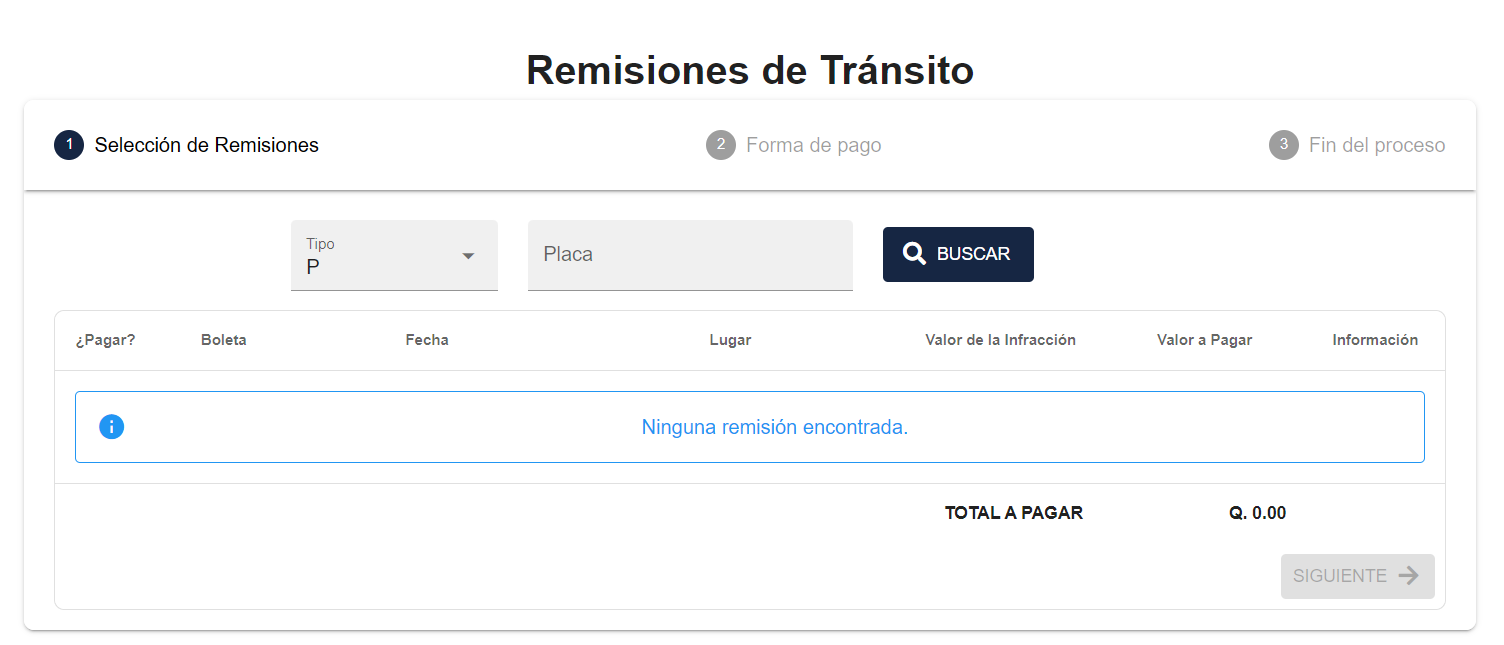 Remisiones de Tránsito
1 Selección de Remisiones
2 Forma de pago
3 Fin del proceso
Tipo
P
Placa
BUSCAR
¿Pagar? Boleta Fecha Lugar Valor de la Infracción Valor a Pagar Información
Ninguna remisión encontrada.
TOTAL A PAGAR Q. 0.00
SIGUIENTE